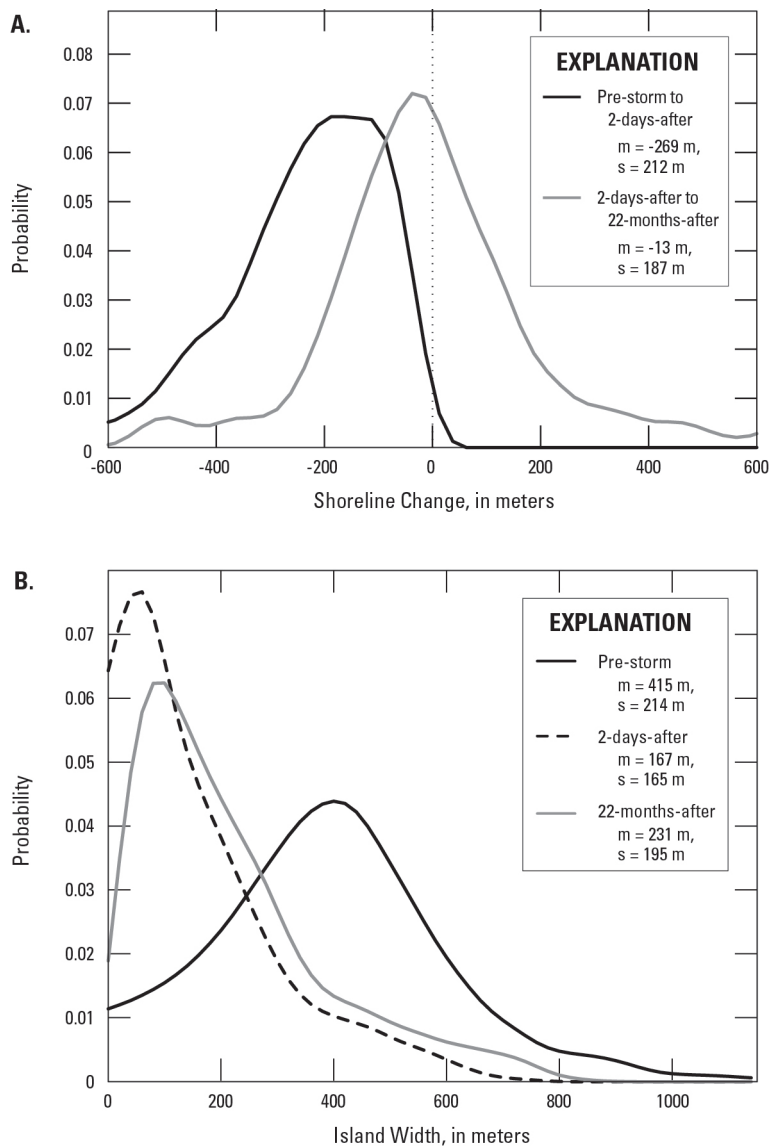 A.
EXPLANATION
Pre-storm to
2-days-after
m = -269 m,
s = 212 m
2-days-after to
22-months-after
m = -13 m,
s = 187 m
Probability
0.08
0.07
0.06
0.05
0.04
0.03
0.02
0.01
0
-600
-400
-200
0
200
400
600
Shoreline Change, in meters
B.
EXPLANATION
Pre-storm
m = 415 m,
s = 214 m
2-days-after
m = 167 m,
s = 165 m
22-months-after
m = 231 m,
s = 195 m
Probability
0.07
0.06
0.05
0.04
0.03
0.02
0.01
0
0
200
400
600
800
1000
Island Width, in meters